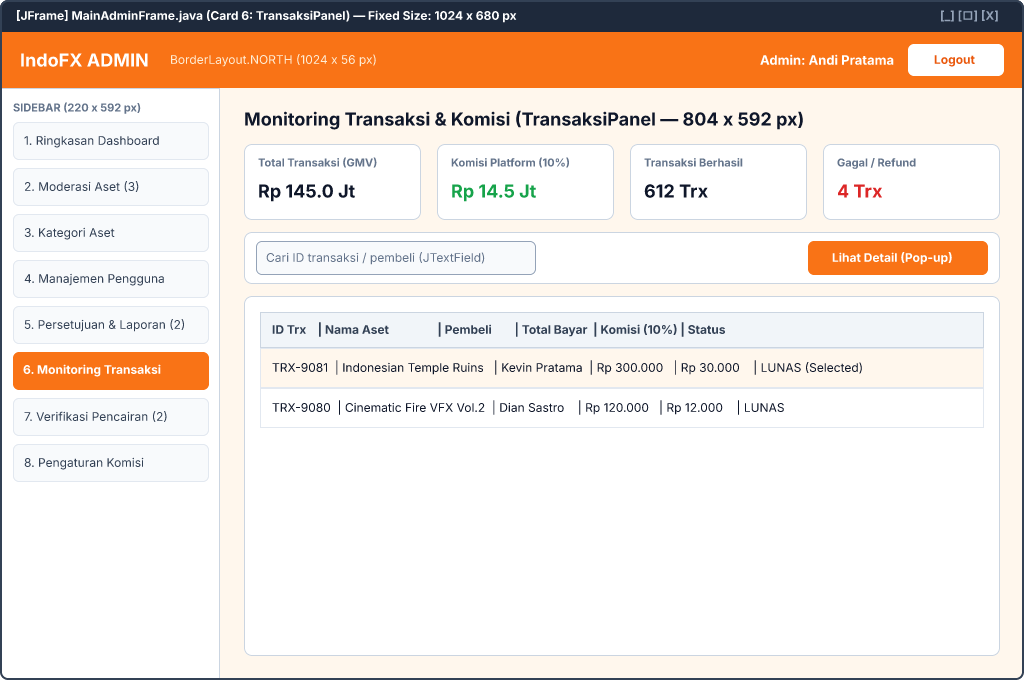 [JFrame] MainAdminFrame.java (Card 6: TransaksiPanel) — Fixed Size: 1024 x 680 px [_] [□] [X]
IndoFX ADMIN BorderLayout.NORTH (1024 x 56 px) Admin: Andi Pratama Logout
SIDEBAR (220 x 592 px)
1. Ringkasan Dashboard
2. Moderasi Aset (3)
3. Kategori Aset
4. Manajemen Pengguna
5. Persetujuan & Laporan (2)
6. Monitoring Transaksi
7. Verifikasi Pencairan (2)
8. Pengaturan Komisi
Monitoring Transaksi & Komisi (TransaksiPanel — 804 x 592 px)
Total Transaksi (GMV)
Rp 145.0 Jt
Komisi Platform (10%)
Rp 14.5 Jt
Transaksi Berhasil
612 Trx
Gagal / Refund
4 Trx
Cari ID transaksi / pembeli (JTextField) Lihat Detail (Pop-up)
ID Trx | Nama Aset | Pembeli | Total Bayar | Komisi (10%) | Status
TRX-9081 | Indonesian Temple Ruins | Kevin Pratama | Rp 300.000 | Rp 30.000 | LUNAS (Selected)
TRX-9080 | Cinematic Fire VFX Vol.2 | Dian Sastro | Rp 120.000 | Rp 12.000 | LUNAS